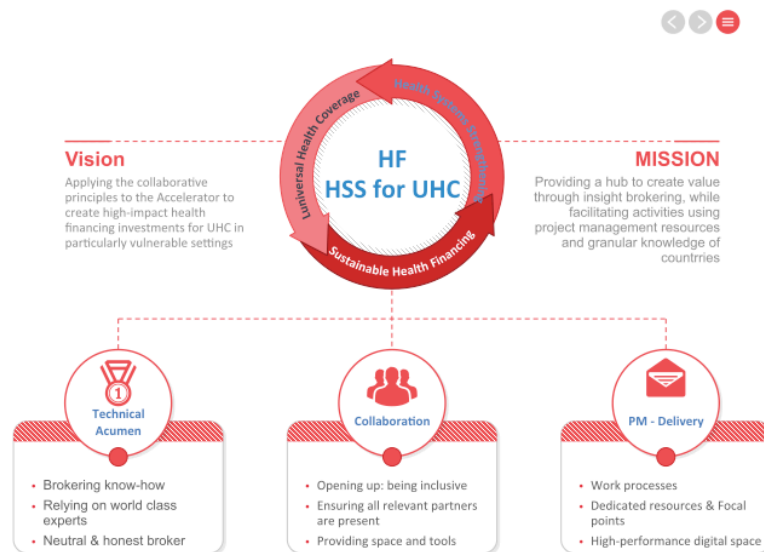 Luniversal Health Coverage
Health Systems Strengthening
Sustainable Health Financing
HF
HSS for UHC
Vision
Applying the collaborative
principles to the Accelerator to
create high-impact health
financing investments for UHC in
particularly vulnerable settings
MISSION
Providing a hub to create value
through insight brokering, while
facilitating activities using
project management resources
and granular knowledge of
countrries
1
Technical
Acumen
• Brokering know-how
• Relying on world class
experts
• Neutral & honest broker
Collaboration
• Opening up: being inclusive
• Ensuring all relevant partners
are present
• Providing space and tools
PM - Delivery
• Work processes
• Dedicated resources & Focal
points
• High-performance digital space